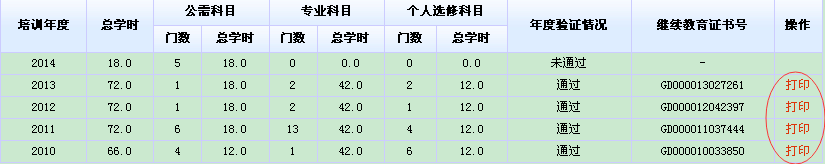 培训年度 总学时 公需科目 专业科目 个人选修科目 年度验证情况 继续教育证书号 操作
门数 总学时 门数 总学时 门数 总学时
2014 18.0 5 18.0 0 0.0 0 0.0 未通过 -
2013 72.0 1 18.0 2 42.0 2 12.0 通过 GD000013027261 打印
2012 72.0 1 18.0 2 42.0 1 12.0 通过 GD000012042397 打印
2011 72.0 6 18.0 13 42.0 4 12.0 通过 GD000011037444 打印
2010 66.0 4 12.0 1 42.0 6 12.0 通过 GD000010033850 打印